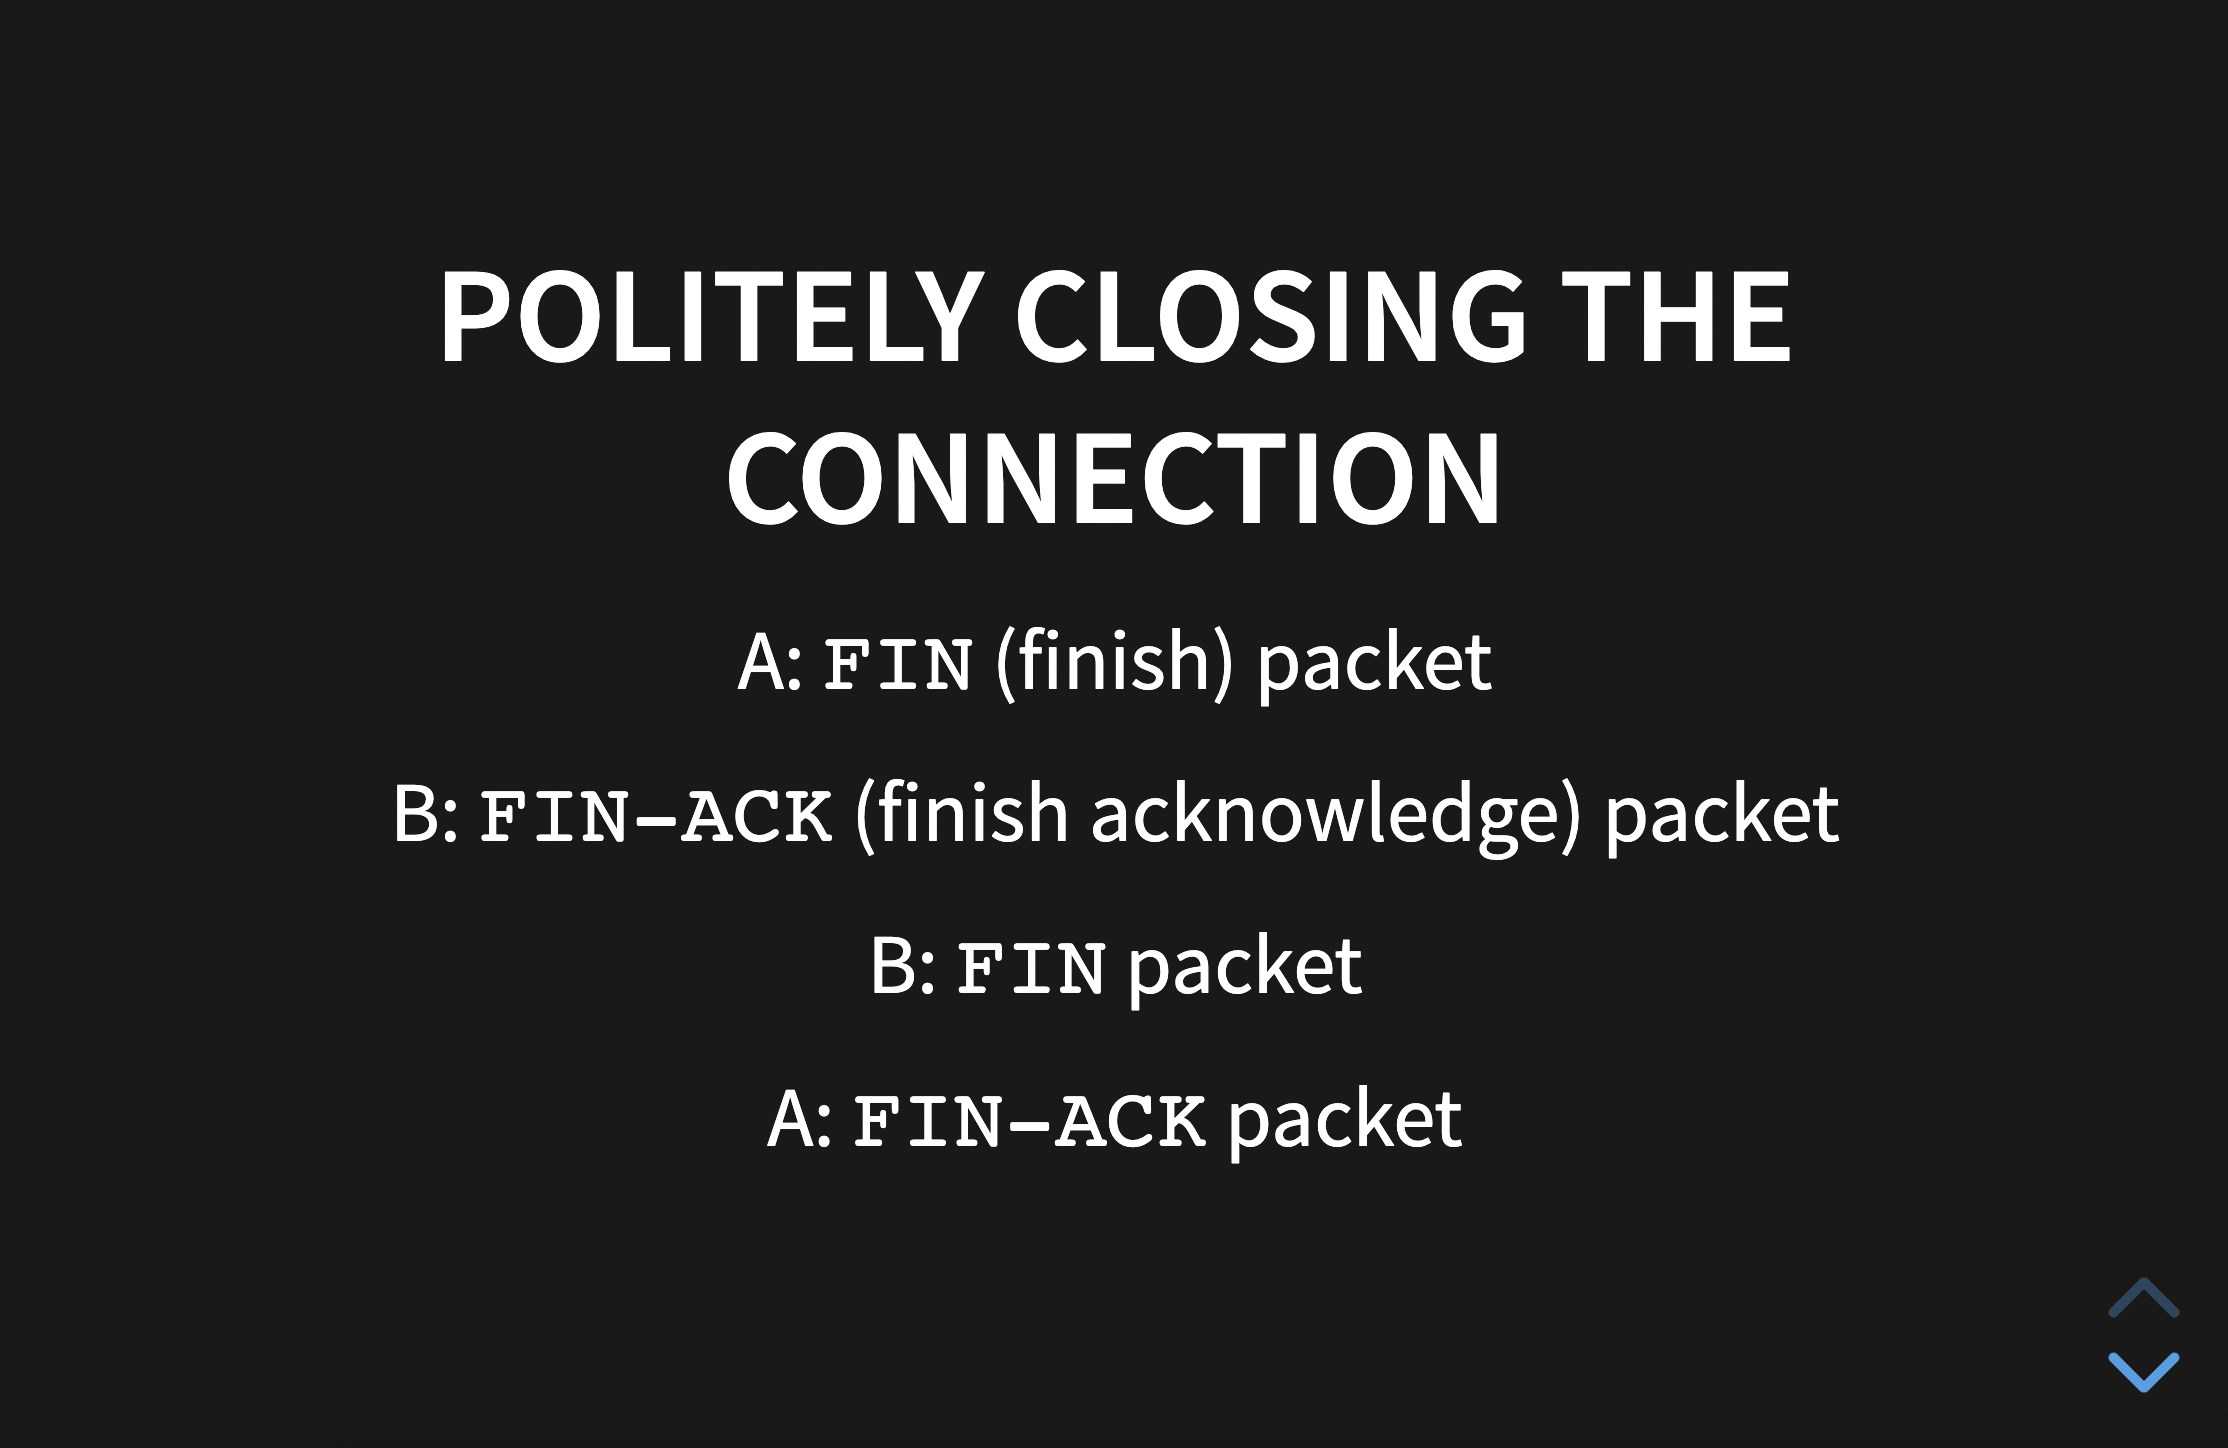 POLITELY CLOSING THE
CONNECTION
A: FIN (finish) packet
B: FIN-ACK (finish acknowledge) packet
B: FIN packet
A: FIN-ACK packet